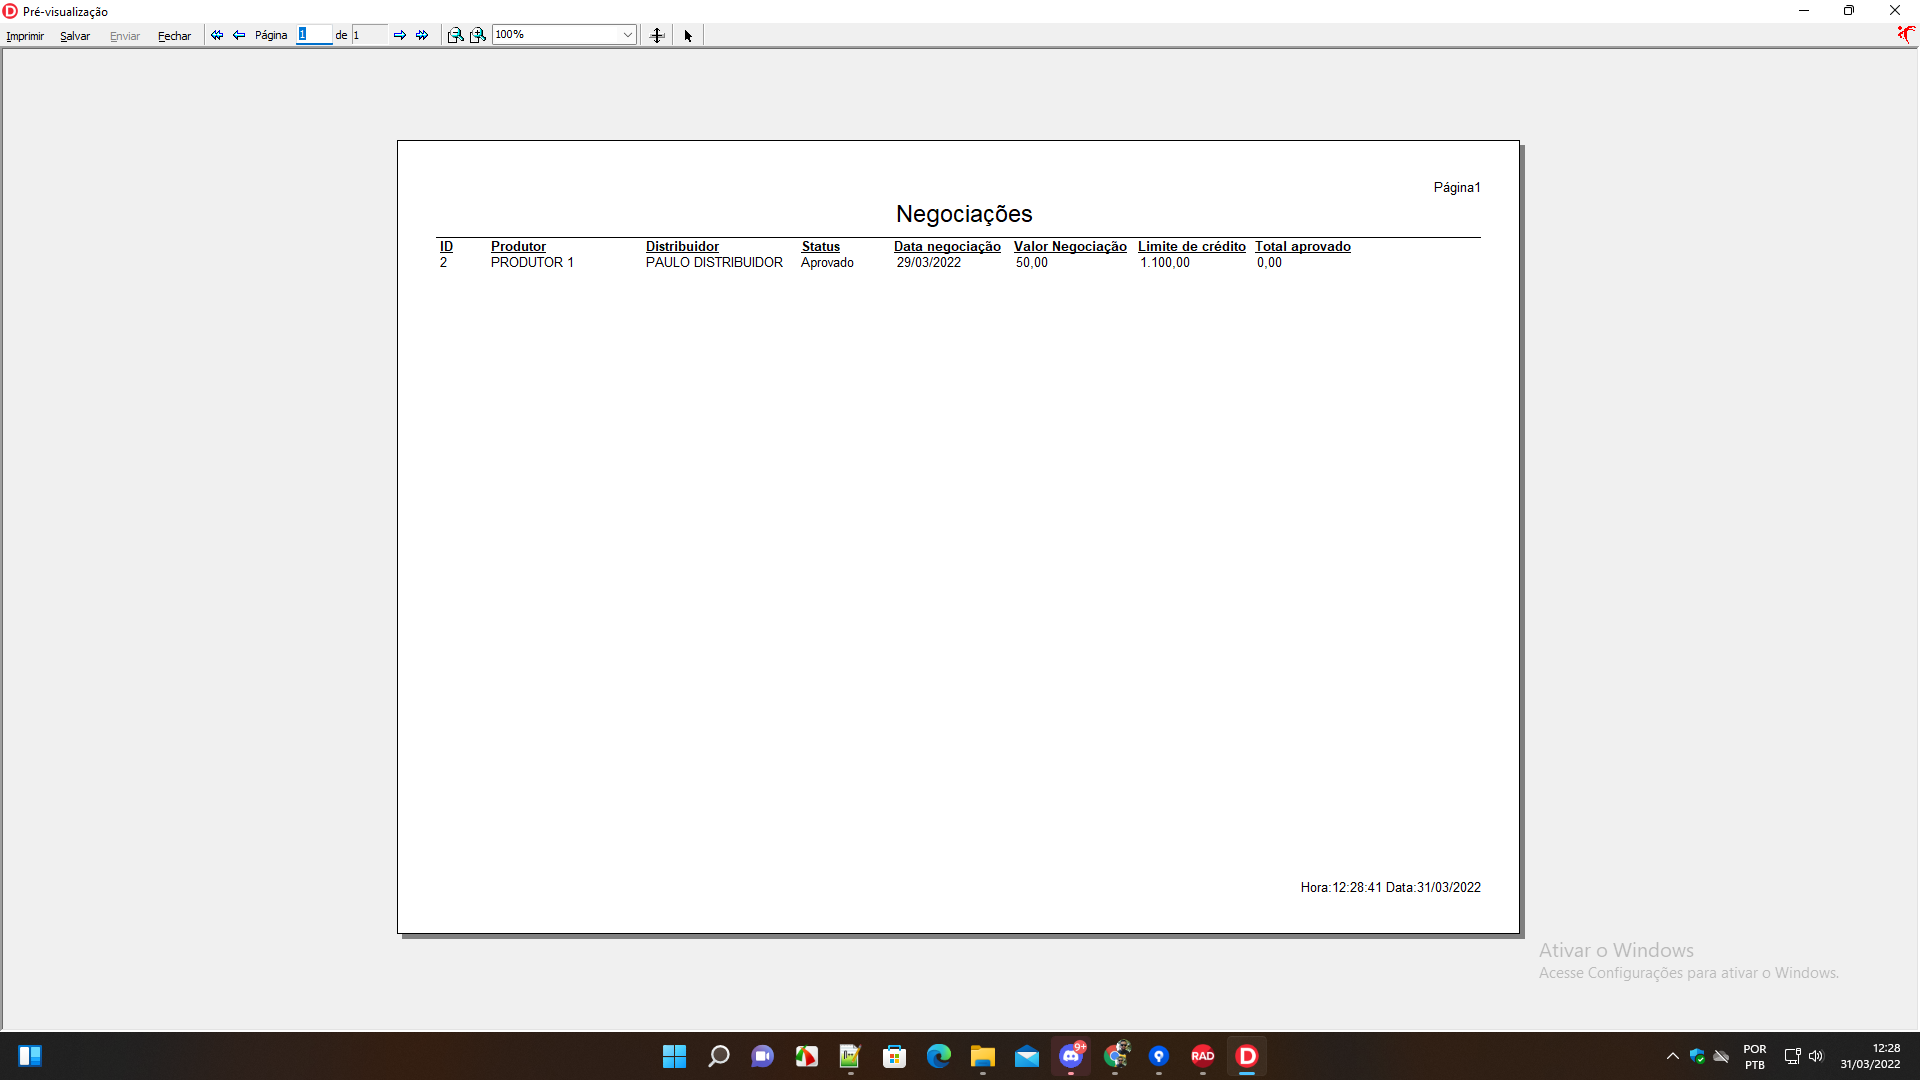 Pré-visualização
Imprimir Salvar Enviar Fechar Página 1 de 1 100%
Página1
Negociações
ID Produtor Distribuidor Status Data negociação Valor Negociação Limite de crédito Total aprovado
2 PRODUTOR 1 PAULO DISTRIBUIDOR Aprovado 29/03/2022 50,00 1.100,00 0,00
Hora:12:28:41 Data:31/03/2022
Ativar o Windows
Acesse Configurações para ativar o Windows.
9+
RAD
D
POR
PTB
12:28
31/03/2022